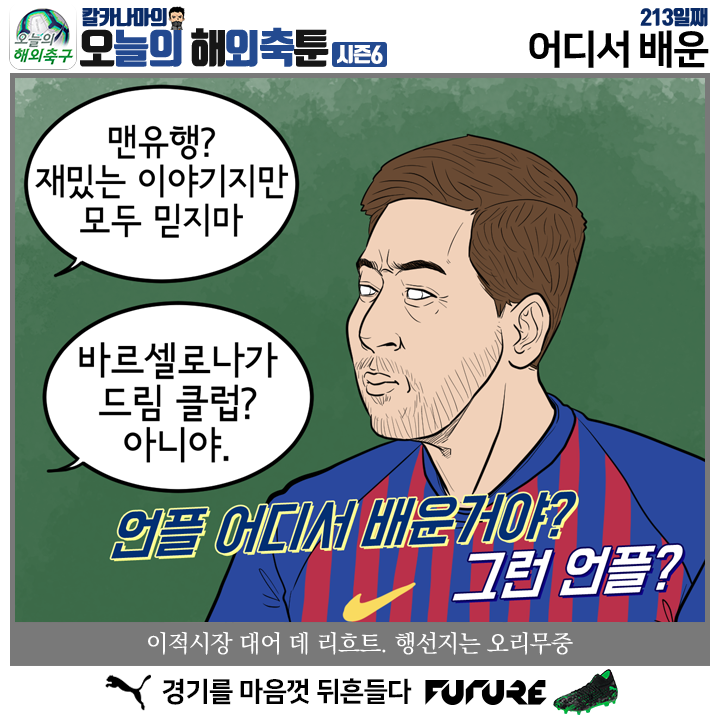 오늘의
해외축구
칼카나마의
오늘의 해외축툰 시즌6
213일째
어디서 배운
맨유행?
재밌는 이야기지만
모두 믿지마
바르셀로나가
드림 클럽?
아니야.
언플 어디서 배운거야?
그런 언플?
이적시장 대어 데 리흐트. 행선지는 오리무중
경기를 마음껏 뒤흔들다 FUTURE